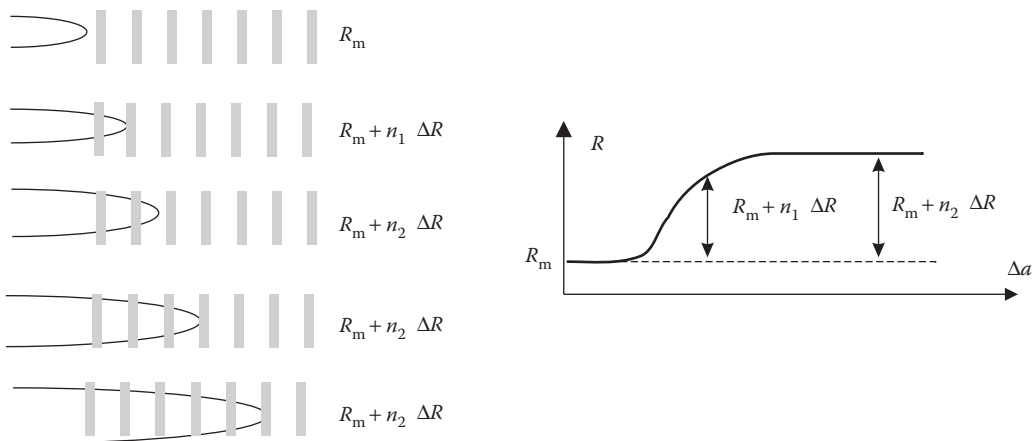 R_m
R_m + n_1 ΔR
R_m + n_2 ΔR
R_m + n_2 ΔR
R_m + n_2 ΔR
R
R_m + n_1 ΔR
R_m + n_2 ΔR
R_m
Δa